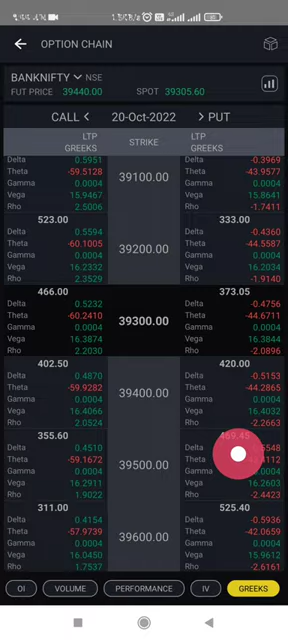 OPTION CHAIN
BANKNIFTY NSE
FUT PRICE 39440.00 SPOT 39305.60
CALL < 20-Oct-2022 > PUT
LTP GREEKS STRIKE LTP GREEKS
Delta 0.5951 Delta -0.3969
Theta -59.5128 39100.00 Theta -43.9577
Gamma 0.0004 Gamma 0.0004
Vega 15.9467 Vega 15.8641
Rho 2.5006 Rho -1.7411
523.00 333.00
Delta 0.5594 Delta -0.4360
Theta -60.1005 39200.00 Theta -44.5587
Gamma 0.0004 Gamma 0.0004
Vega 16.2332 Vega 16.2034
Rho 2.3529 Rho -1.9140
466.00 373.05
Delta 0.5232 Delta -0.4756
Theta -60.2410 39300.00 Theta -44.6711
Gamma 0.0004 Gamma 0.0004
Vega 16.3874 Vega 16.3844
Rho 2.2030 Rho -2.0896
402.50 420.00
Delta 0.4870 Delta -0.5153
Theta -59.9282 39400.00 Theta -44.2865
Gamma 0.0004 Gamma 0.0004
Vega 16.4066 Vega 16.4032
Rho 2.0524 Rho -2.2663
355.60 469.45
Delta 0.4510 Delta
Theta -59.1672 39500.00
Gamma 0.0004 0.0004
Vega 16.2911 Vega 16.2603
Rho 1.9022 Rho -2.4423
311.00 525.40
Delta 0.4154 Delta -0.5936
Theta -57.9739 39600.00 Theta -42.0659
Gamma 0.0004 Gamma 0.0004
Vega 16.0450 Vega 15.9612
Rho 1.7537 Rho -2.6161
OI VOLUME PERFORMANCE IV GREEKS